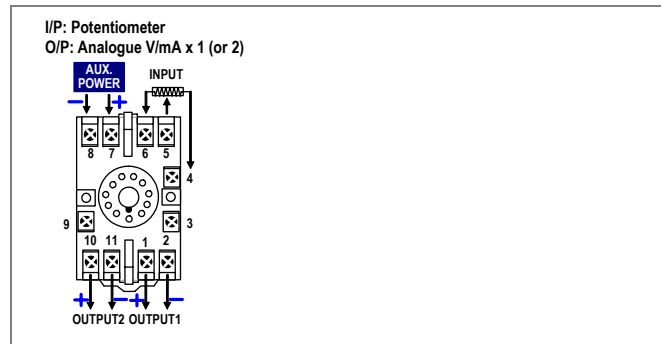 I/P: Potentiometer
O/P: Analogue V/mA x 1 (or 2)
AUX.
POWER
INPUT
− +
8 7 6 5
4
9 3
10 11 1 2
+ − + −
OUTPUT2 OUTPUT1